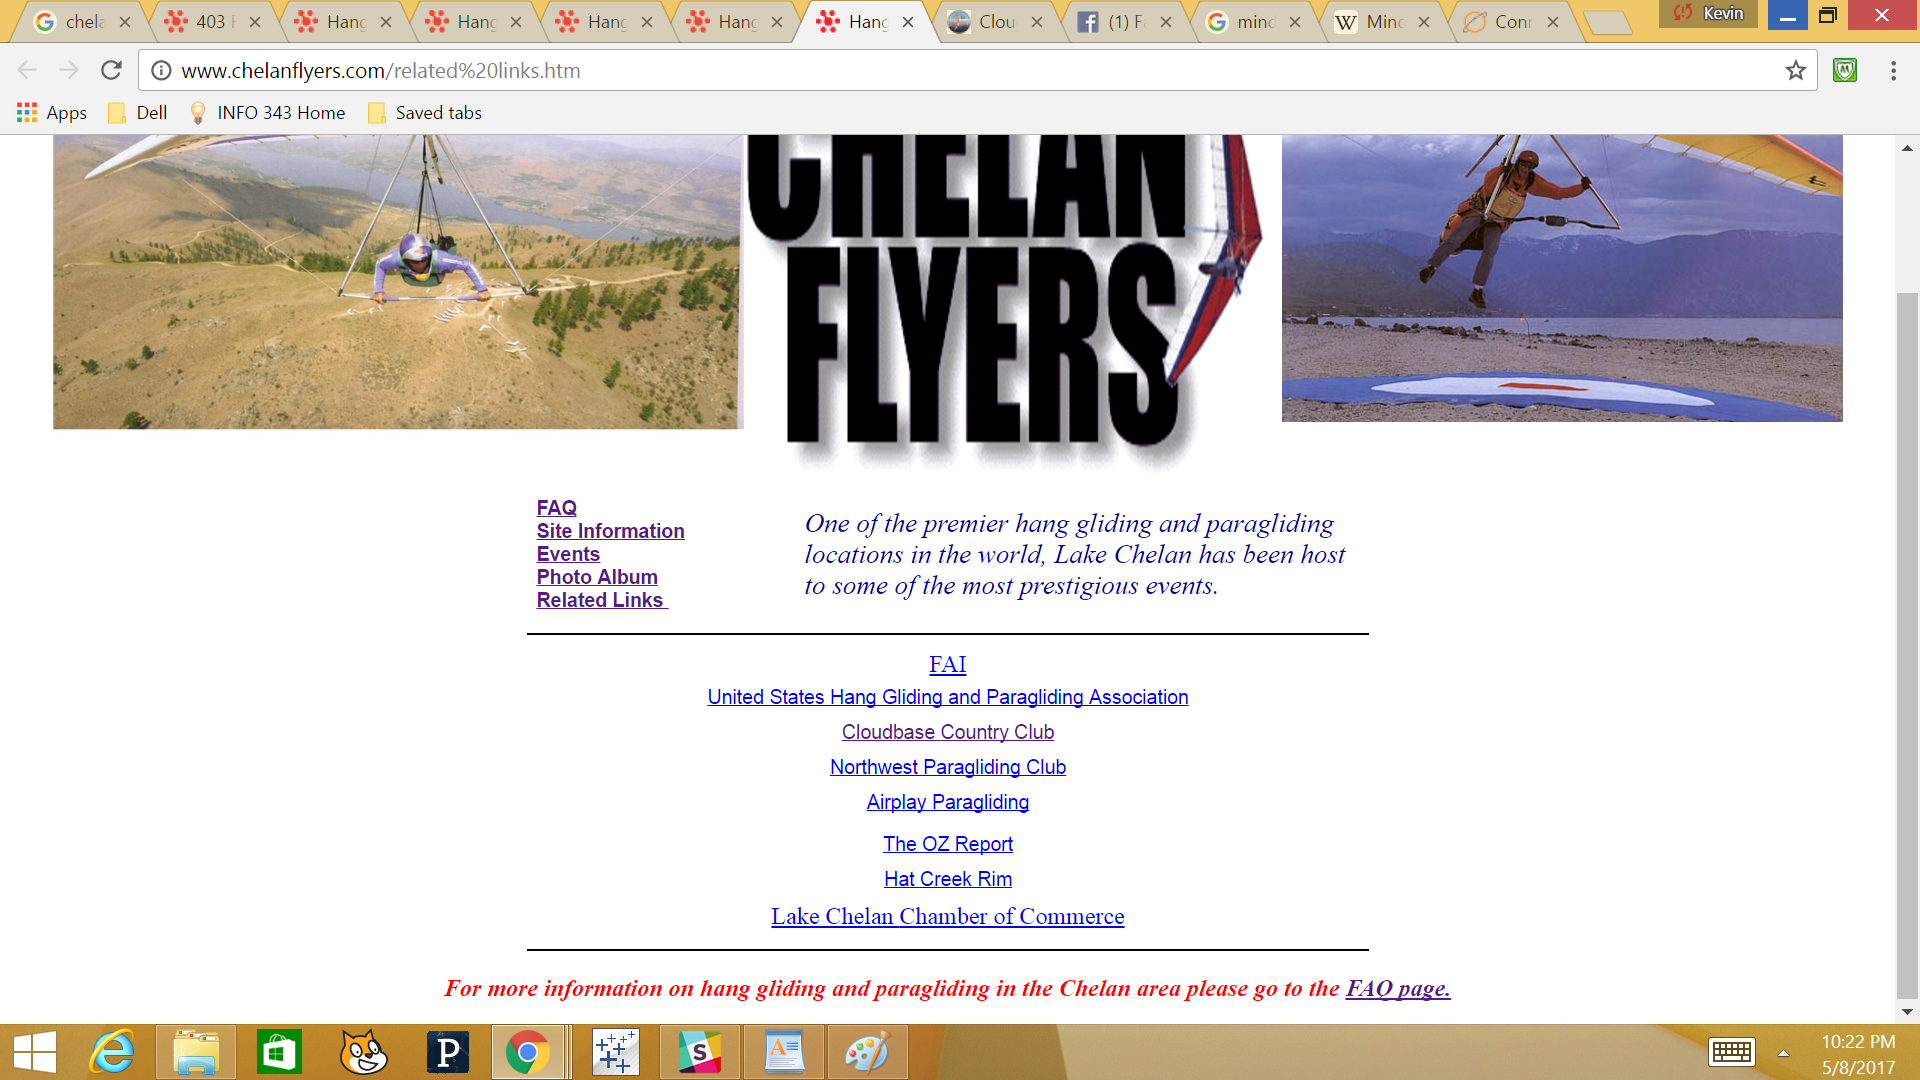 chela
403 F
Hang
Hang
Hang
Hang
Hang
Clou
(1) Fa
mind
Mind
Conn
Kevin
www.chelanflyers.com/related%20links.htm
Apps
Dell
INFO 343 Home
Saved tabs
CHELAN
FLYERS
FAQ
Site Information
Events
Photo Album
Related Links
One of the premier hang gliding and paragliding
locations in the world, Lake Chelan has been host
to some of the most prestigious events.
FAI
United States Hang Gliding and Paragliding Association
Cloudbase Country Club
Northwest Paragliding Club
Airplay Paragliding
The OZ Report
Hat Creek Rim
Lake Chelan Chamber of Commerce
For more information on hang gliding and paragliding in the Chelan area please go to the FAQ page.
10:22 PM
5/8/2017